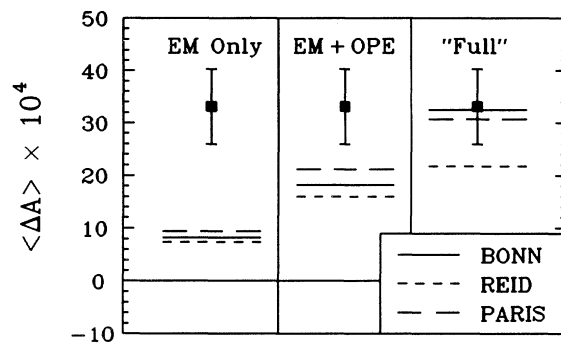 50
40
30
20
10
0
-10
<ΔA> × 10⁴
EM Only
EM + OPE
"Full"
BONN
REID
PARIS